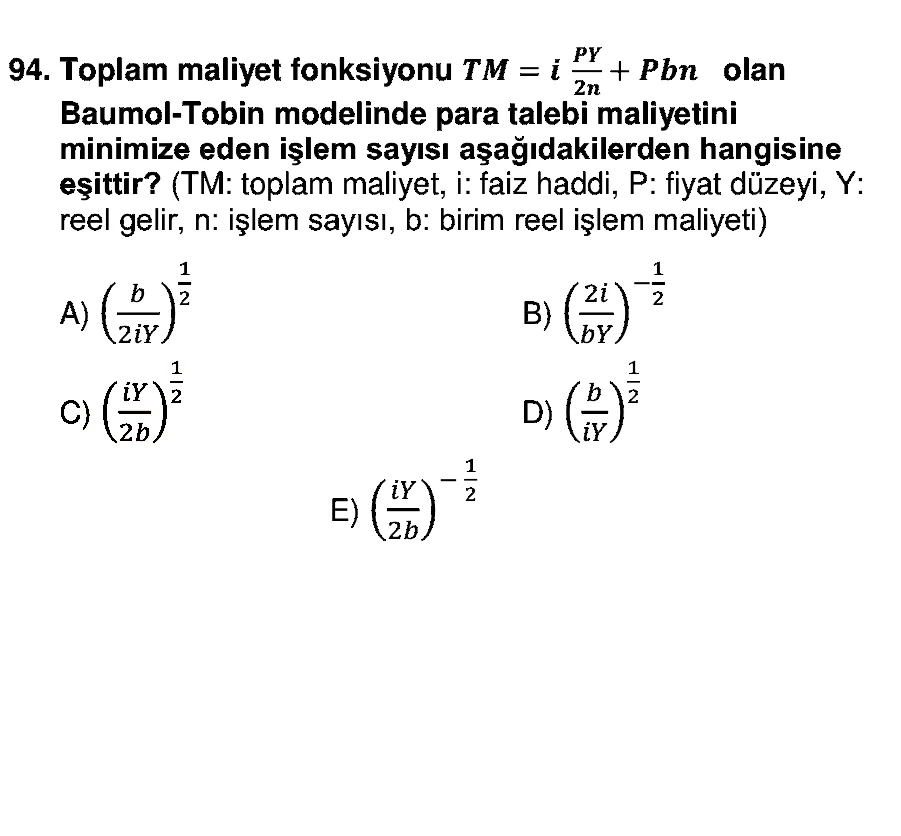 94. Toplam maliyet fonksiyonu TM = i PY/2n + Pbn olan
Baumol-Tobin modelinde para talebi maliyetini
minimize eden işlem sayısı aşağıdakilerden hangisine
eşittir? (TM: toplam maliyet, i: faiz haddi, P: fiyat düzeyi, Y:
reel gelir, n: işlem sayısı, b: birim reel işlem maliyeti)
A) (b/2iY)^(1/2) B) (2i/bY)^(-1/2)
C) (iY/2b)^(1/2) D) (b/iY)^(1/2)
E) (iY/2b)^(-1/2)